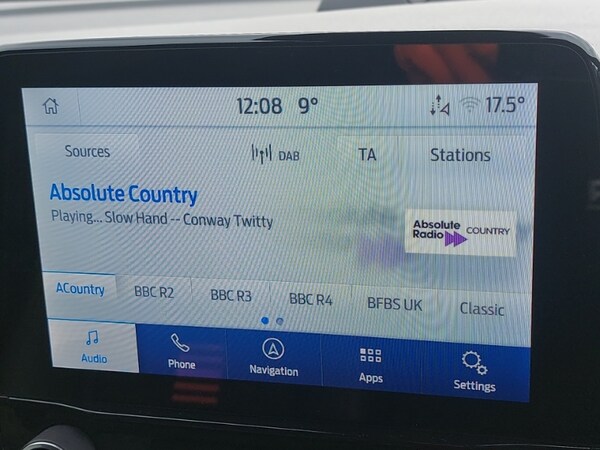 12:08 9° 17.5°
Sources DAB TA Stations
Absolute Country
Playing... Slow Hand -- Conway Twitty
Absolute
Radio COUNTRY
ACountry BBC R2 BBC R3 BBC R4 BFBS UK Classic
Audio Phone Navigation Apps Settings